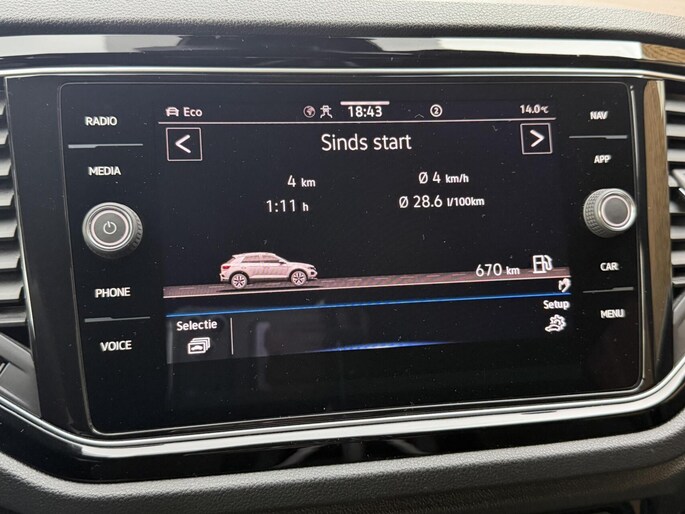 RADIO
MEDIA
PHONE
VOICE
Eco
18:43
2
14.0°C
Sinds start
4 km
Ø 4 km/h
1:11 h
Ø 28.6 l/100km
670 km
Selectie
Setup
NAV
APP
CAR
MENU